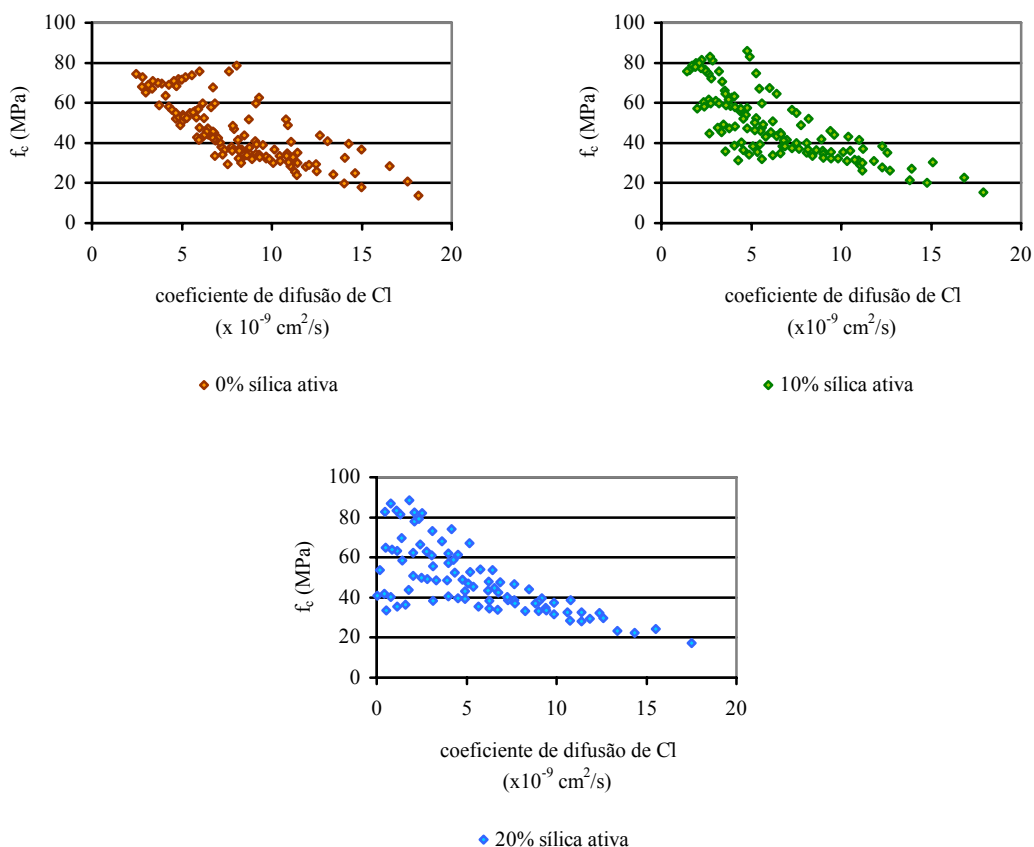 100
80
60
40
20
0
f_c (MPa)
0 5 10 15 20
coeficiente de difusão de Cl
(x 10^-9 cm^2/s)
0% sílica ativa
100
80
60
40
20
0
f_c (MPa)
0 5 10 15 20
coeficiente de difusão de Cl
(x10^-9 cm^2/s)
10% sílica ativa
100
80
60
40
20
0
f_c (MPa)
0 5 10 15 20
coeficiente de difusão de Cl
(x10^-9 cm^2/s)
20% sílica ativa